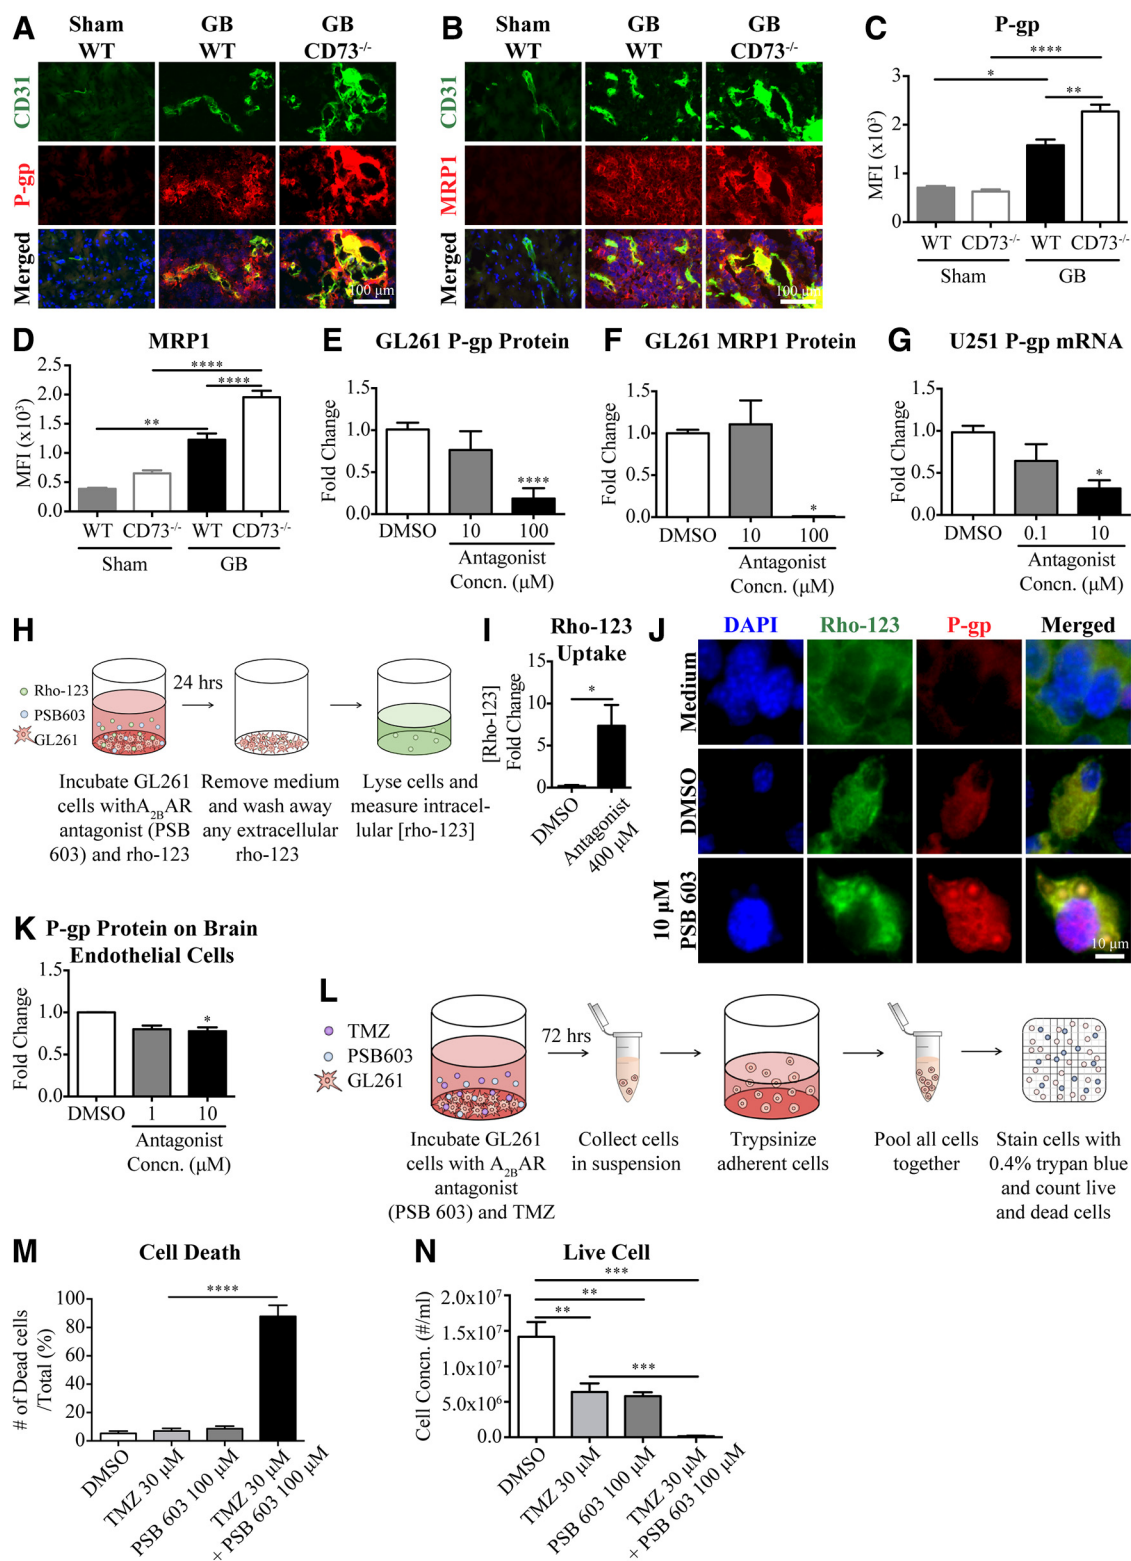 A
Sham GB GB
WT WT CD73-/-
CD31
P-gp
Merged
100 μm
B
Sham GB GB
WT WT CD73-/-
CD31
MRP1
Merged
100 μm
C
P-gp
****
*
**
MFI (x10³)
3
2
1
0
WT CD73-/- WT CD73-/-
Sham GB
D
MRP1
****
****
**
MFI (x10³)
2.5
2.0
1.5
1.0
0.5
0.0
WT CD73-/- WT CD73-/-
Sham GB
E
GL261 P-gp Protein
Fold Change
1.5
1.0
0.5
0.0
****
DMSO 10 100
Antagonist
Concn. (μM)
F
GL261 MRP1 Protein
Fold Change
1.5
1.0
0.5
0.0
*
DMSO 10 100
Antagonist
Concn. (μM)
G
U251 P-gp mRNA
Fold Change
1.5
1.0
0.5
0.0
*
DMSO 0.1 10
Antagonist
Concn. (μM)
H
Rho-123
PSB603
GL261
24 hrs
Incubate GL261
cells withA2BAR
antagonist (PSB
603) and rho-123
Remove medium
and wash away
any extracellular
rho-123
Lyse cells and
measure intracel-
lular [rho-123]
I
Rho-123
Uptake
[Rho-123]
Fold Change
15
10
5
0
*
DMSO
Antagonist
400 μM
J
DAPI Rho-123 P-gp Merged
Medium
DMSO
10 μM
PSB 603
10 μm
K
P-gp Protein on Brain
Endothelial Cells
Fold Change
1.5
1.0
0.5
0.0
*
DMSO 1 10
Antagonist
Concn. (μM)
L
TMZ
PSB603
GL261
72 hrs
Incubate GL261
cells with A2BAR
antagonist
(PSB 603) and TMZ
Collect cells
in suspension
Trypsinize
adherent cells
Pool all cells
together
Stain cells with
0.4% trypan blue
and count live
and dead cells
M
Cell Death
# of Dead cells
/Total (%)
100
80
60
40
20
0
****
DMSO
TMZ 30 μM
PSB 603 100 μM
TMZ 30 μM
+ PSB 603 100 μM
N
Live Cell
Cell Concn. (#/ml)
2.0x10⁷
1.5x10⁷
1.0x10⁷
5.0x10⁶
0.0
***
**
**
***
DMSO
TMZ 30 μM
PSB 603 100 μM
TMZ 30 μM
+ PSB 603 100 μM